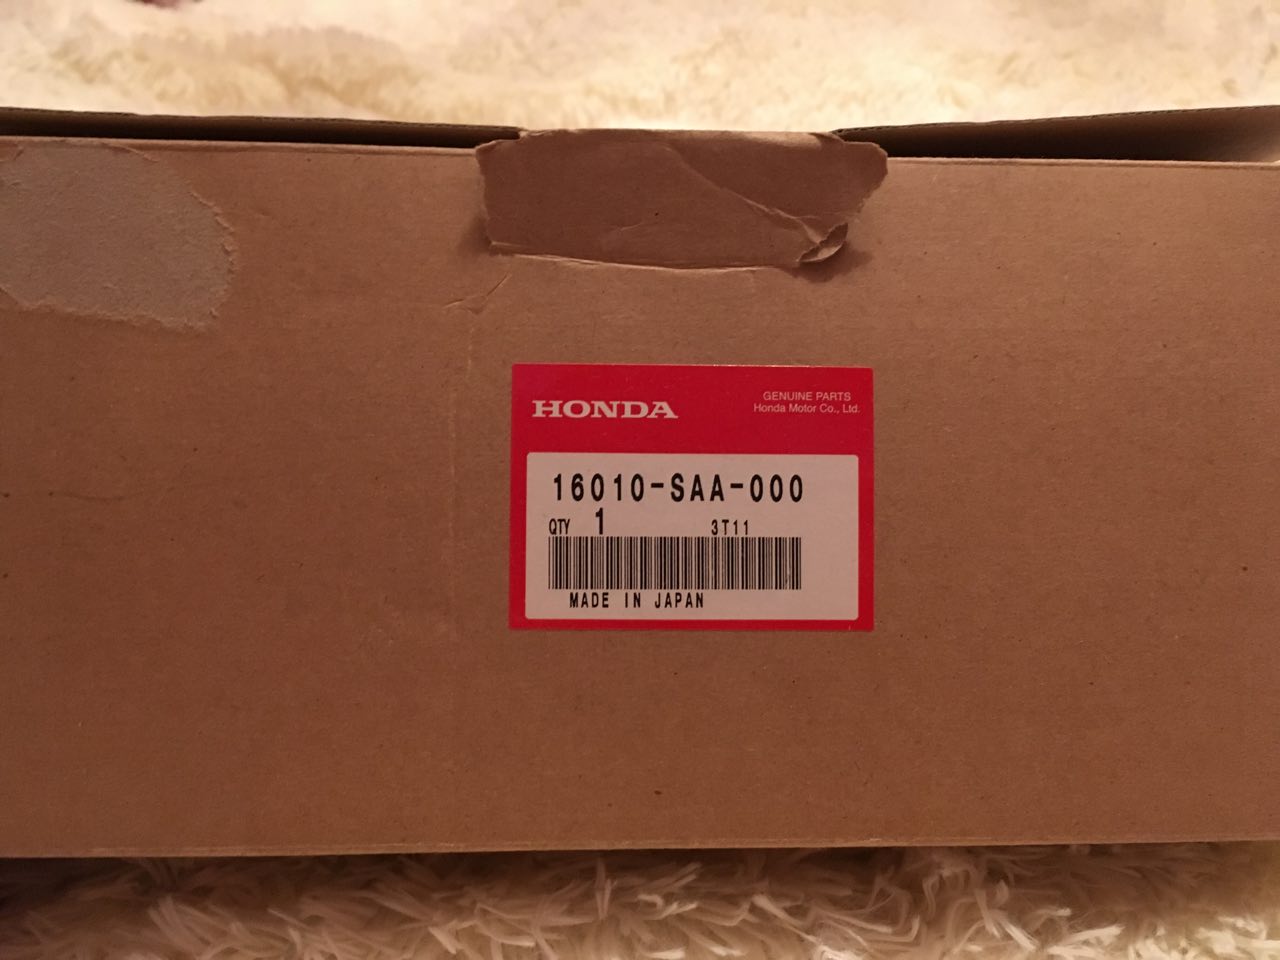 HONDA
GENUINE PARTS
Honda Motor Co., Ltd.
16010-SAA-000
QTY 1 3T11
MADE IN JAPAN